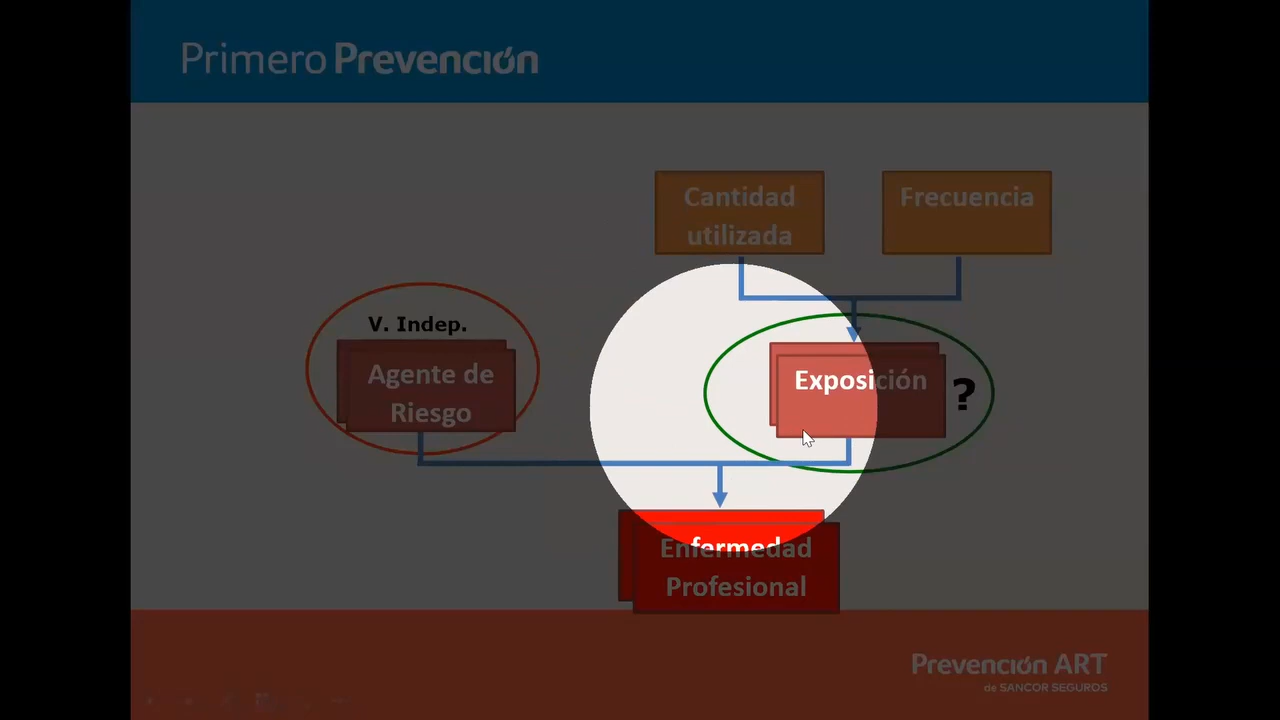 Primero Prevención
Cantidad
utilizada
Frecuencia
V. Indep.
Agente de
Riesgo
Exposición
?
Enfermedad
Profesional
Prevención ART
de SANCOR SEGUROS